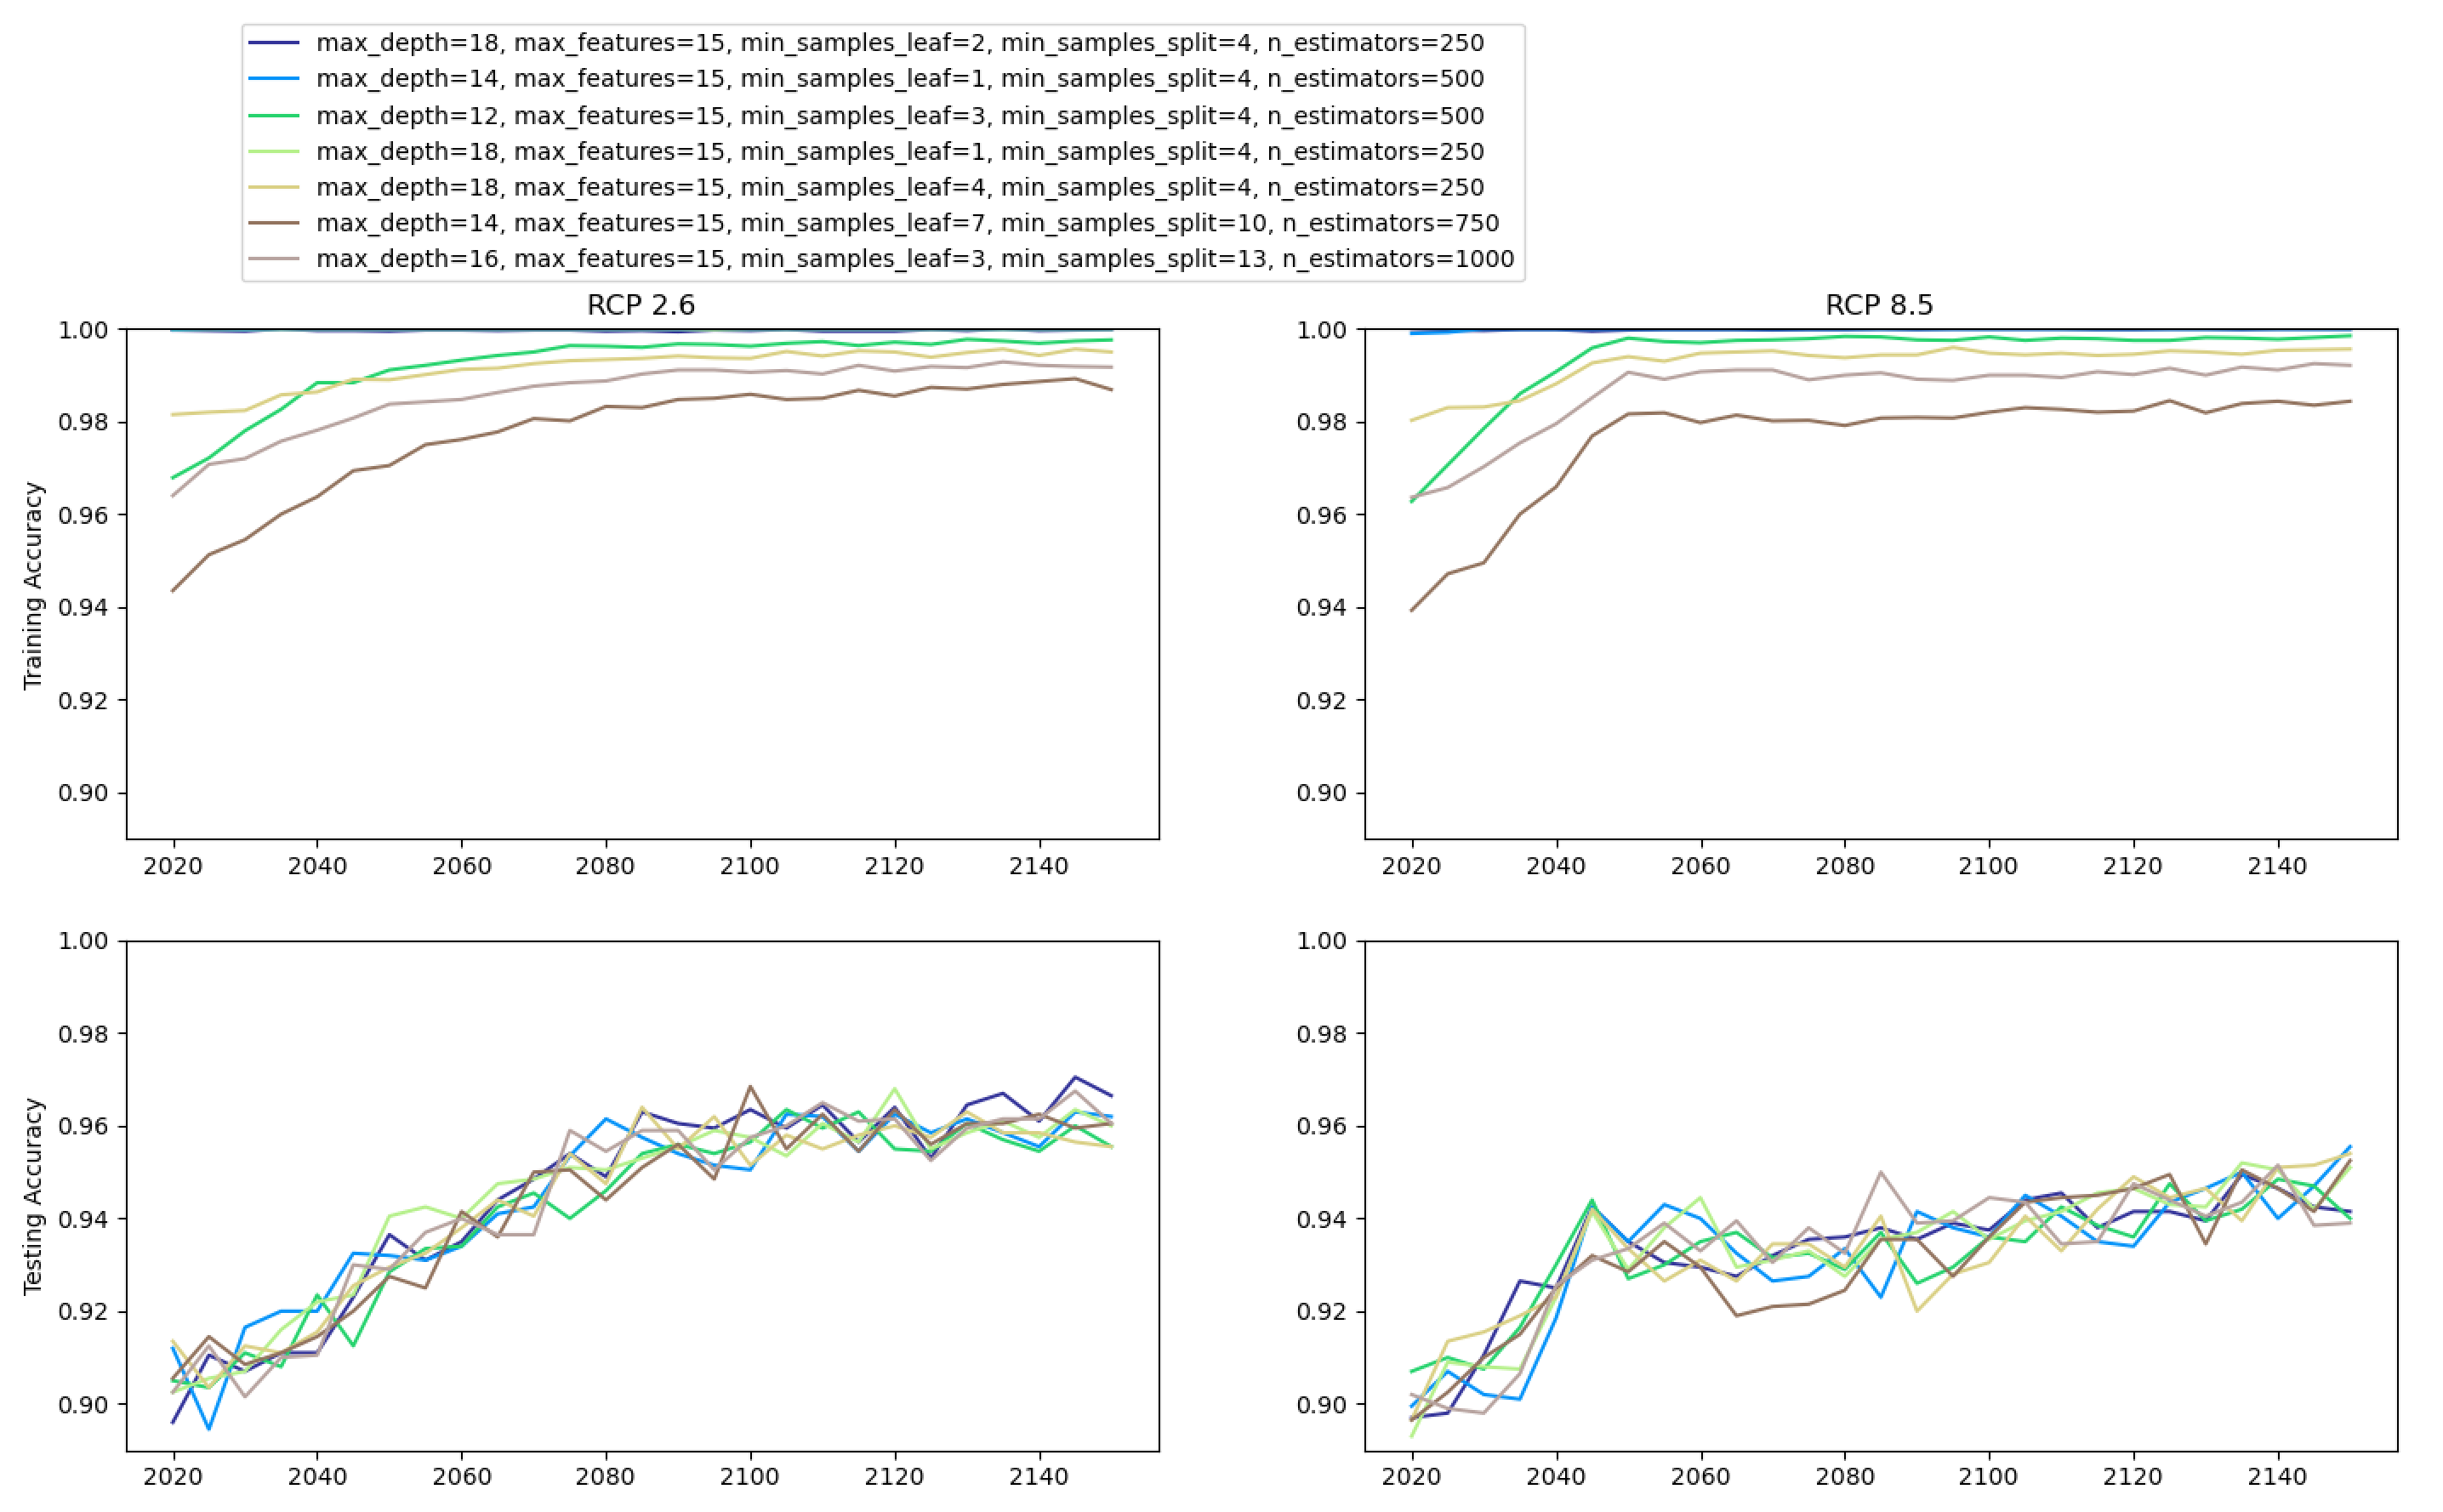 max_depth=18, max_features=15, min_samples_leaf=2, min_samples_split=4, n_estimators=250
max_depth=14, max_features=15, min_samples_leaf=1, min_samples_split=4, n_estimators=500
max_depth=12, max_features=15, min_samples_leaf=3, min_samples_split=4, n_estimators=500
max_depth=18, max_features=15, min_samples_leaf=1, min_samples_split=4, n_estimators=250
max_depth=18, max_features=15, min_samples_leaf=4, min_samples_split=4, n_estimators=250
max_depth=14, max_features=15, min_samples_leaf=7, min_samples_split=10, n_estimators=750
max_depth=16, max_features=15, min_samples_leaf=3, min_samples_split=13, n_estimators=1000
RCP 2.6
Training Accuracy
1.00
0.98
0.96
0.94
0.92
0.90
2020 2040 2060 2080 2100 2120 2140
RCP 8.5
1.00
0.98
0.96
0.94
0.92
0.90
2020 2040 2060 2080 2100 2120 2140
Testing Accuracy
1.00
0.98
0.96
0.94
0.92
0.90
2020 2040 2060 2080 2100 2120 2140
1.00
0.98
0.96
0.94
0.92
0.90
2020 2040 2060 2080 2100 2120 2140